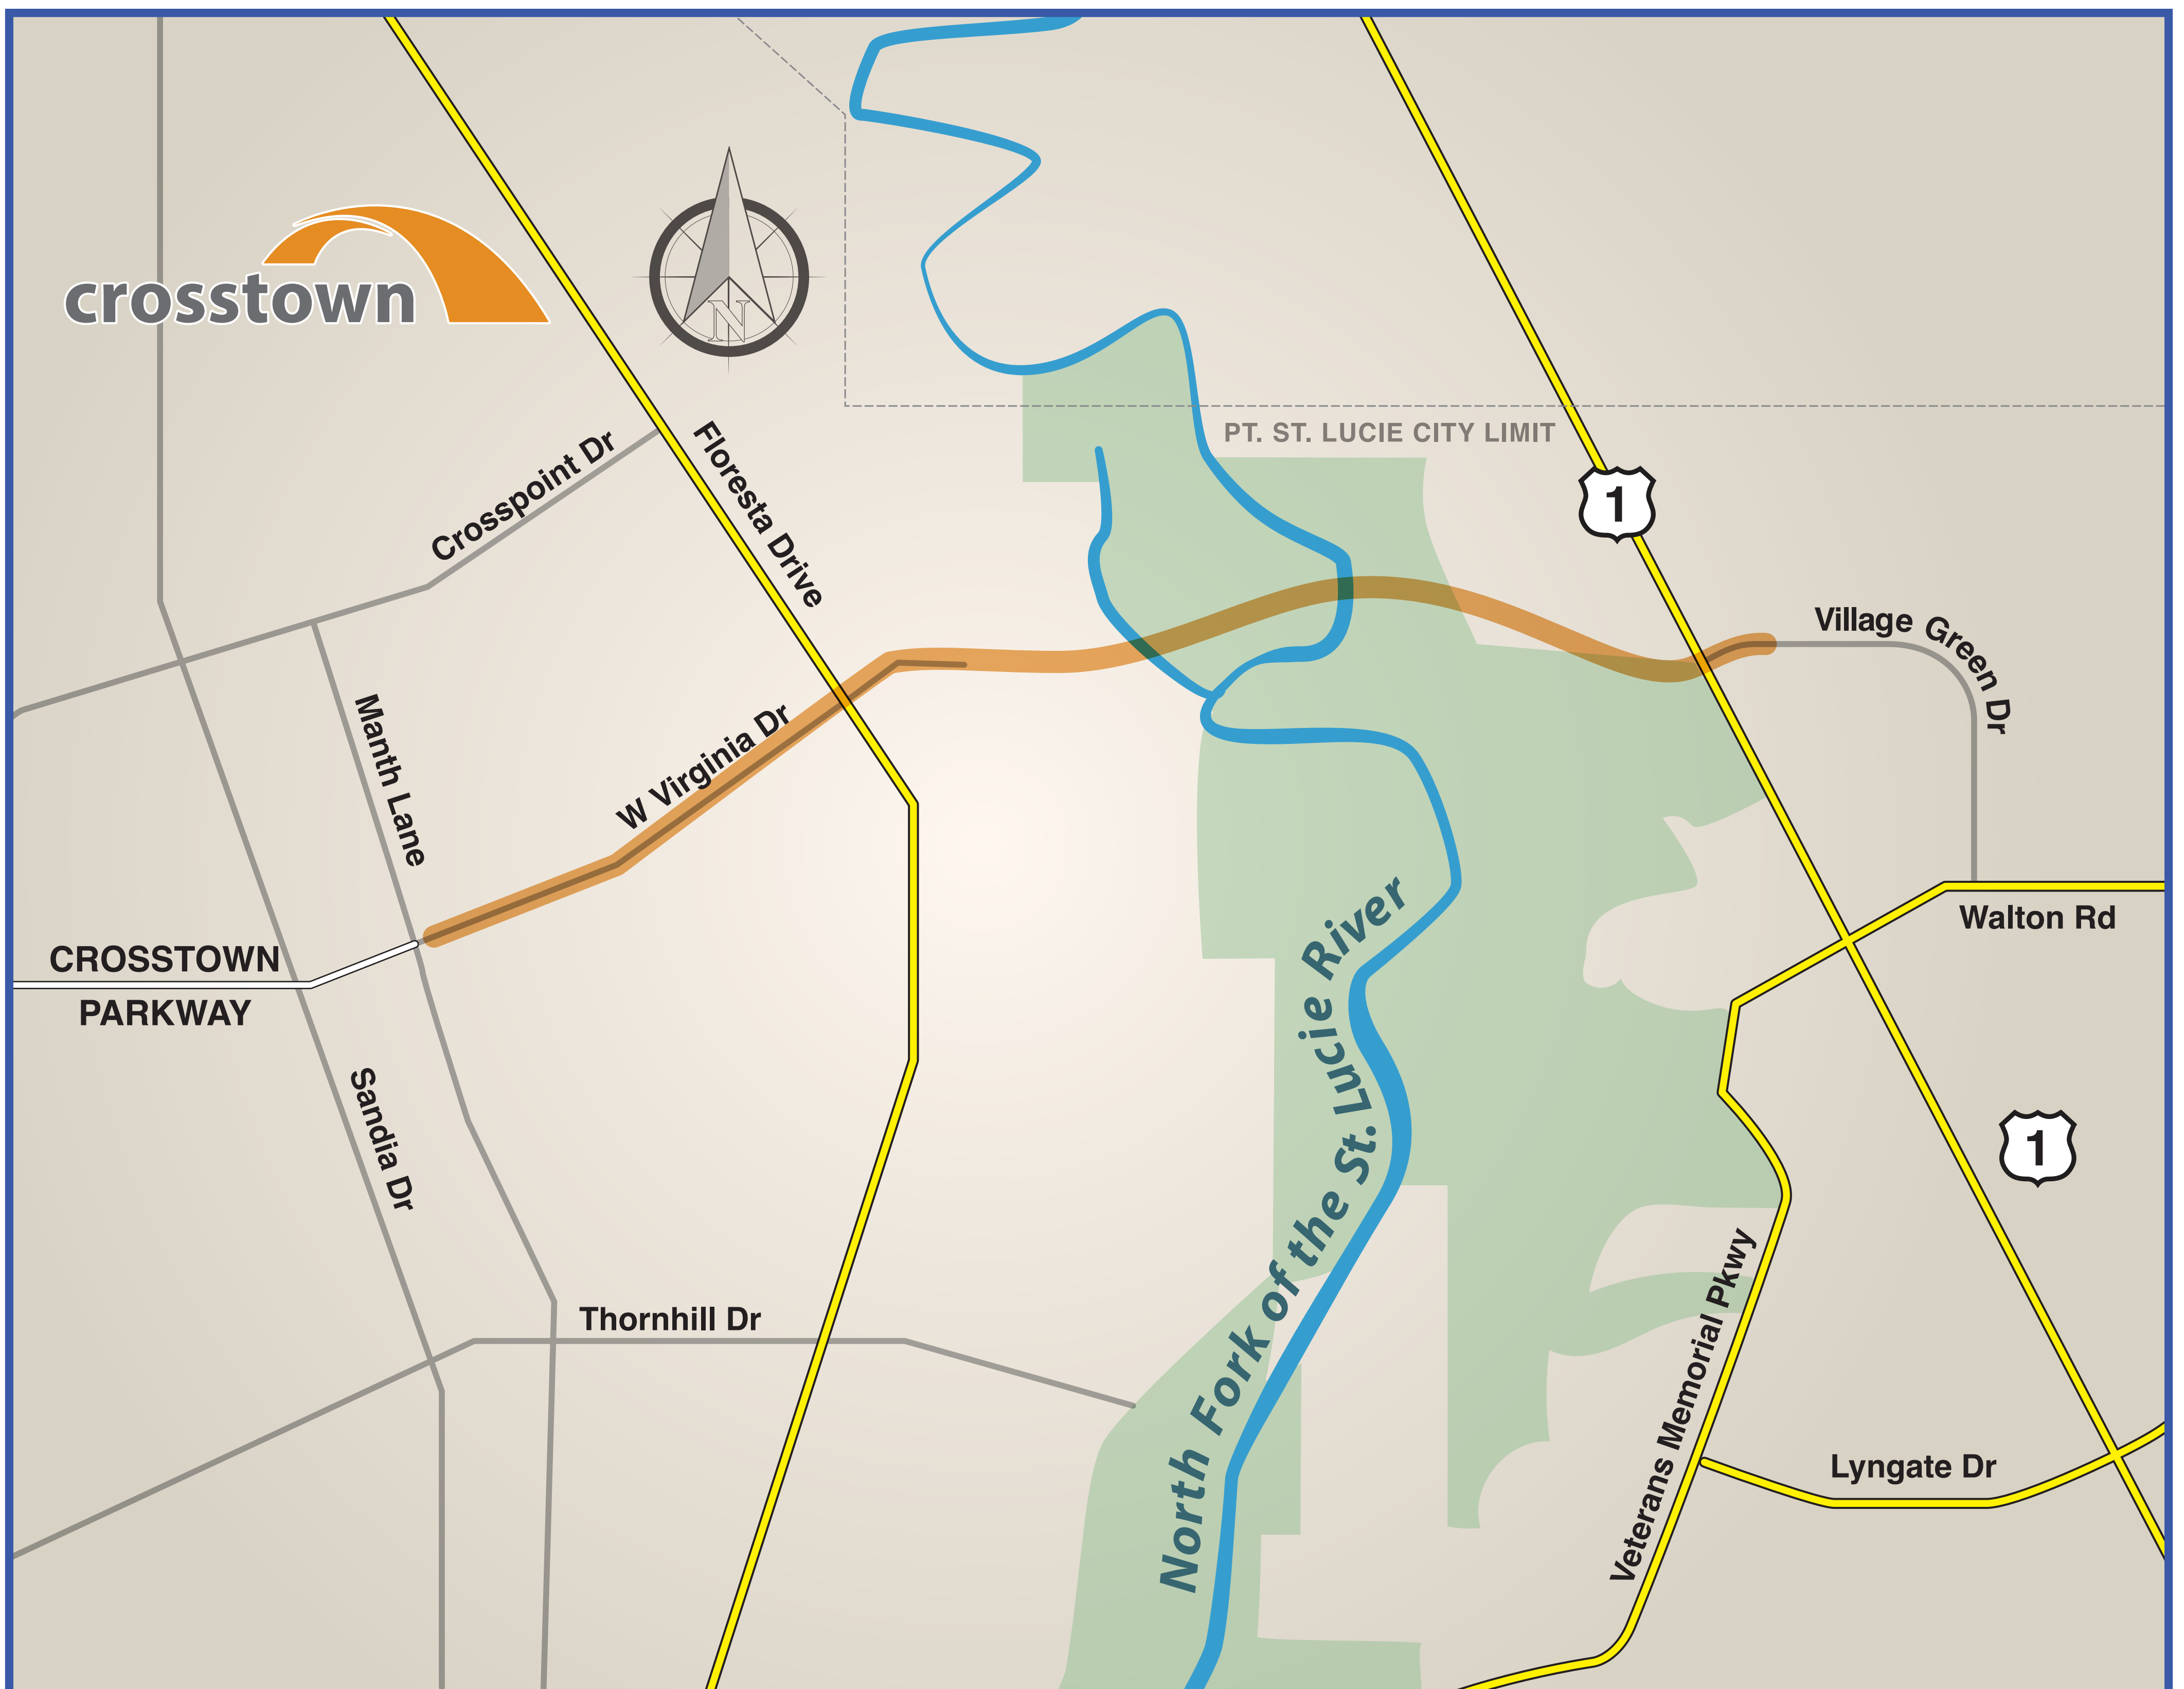 crosstown
N
PT. ST. LUCIE CITY LIMIT
Crosspoint Dr
Floresta Drive
1
Village Green Dr
Manth Lane
W Virginia Dr
Walton Rd
CROSSTOWN
PARKWAY
North Fork of the St. Lucie River
Sandia Dr
1
Thornhill Dr
Veterans Memorial Pkwy
Lyngate Dr